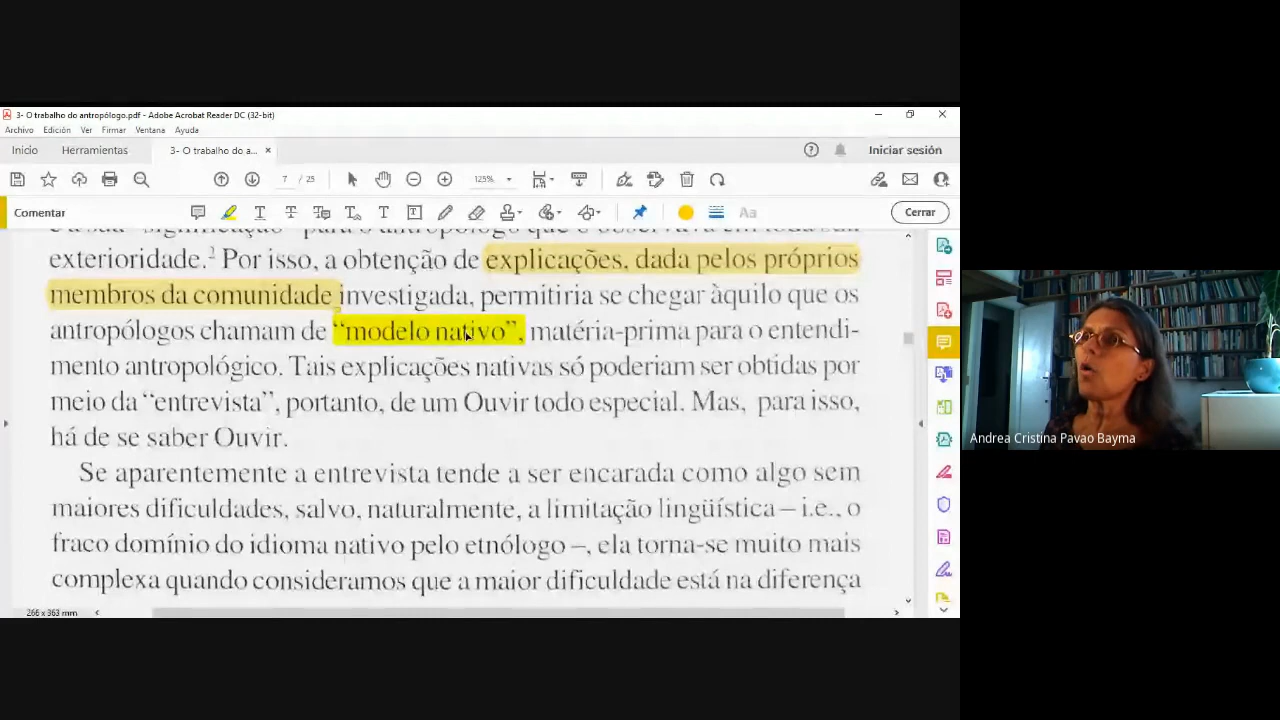 3- O trabalho do antropólogo.pdf - Adobe Acrobat Reader DC (32-bit)
Archivo Edición Ver Firmar Ventana Ayuda
Inicio Herramientas 3- O trabalho do a... × Iniciar sesión
7 / 25 125%
Comentar Aa Cerrar
exterioridade.² Por isso, a obtenção de explicações, dada pelos próprios
membros da comunidade investigada, permitiria se chegar àquilo que os
antropólogos chamam de “modelo nativo”, matéria-prima para o entendi-
mento antropológico. Tais explicações nativas só poderiam ser obtidas por
meio da “entrevista”, portanto, de um Ouvir todo especial. Mas, para isso,
há de se saber Ouvir.
Se aparentemente a entrevista tende a ser encarada como algo sem
maiores dificuldades, salvo, naturalmente, a limitação lingüística – i.e., o
fraco domínio do idioma nativo pelo etnólogo –, ela torna-se muito mais
complexa quando consideramos que a maior dificuldade está na diferença
266 x 363 mm
Andrea Cristina Pavao Bayma